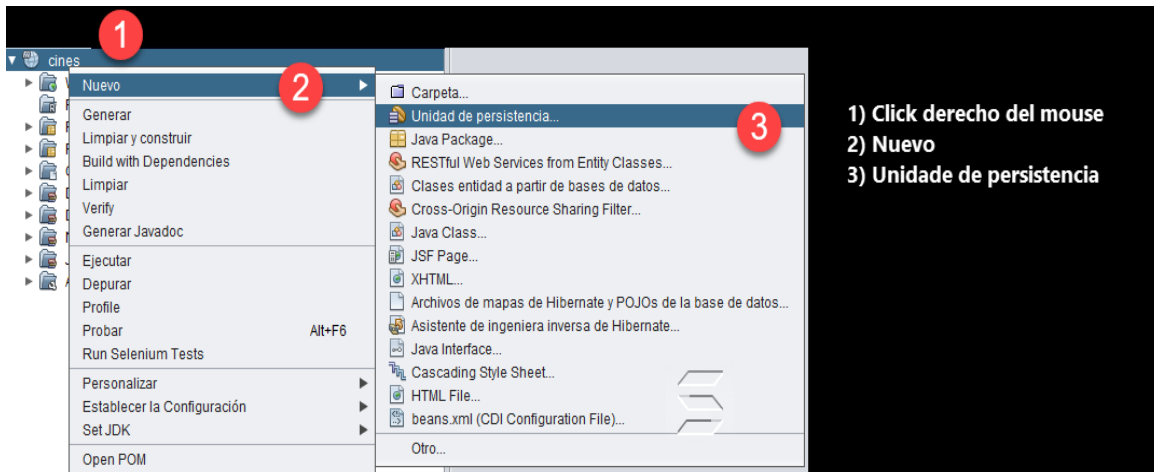 1
cines
Nuevo
2
Generar
Limpiar y construir
Build with Dependencies
Limpiar
Verify
Generar Javadoc
Ejecutar
Depurar
Profile
Probar Alt+F6
Run Selenium Tests
Personalizar
Establecer la Configuración
Set JDK
Open POM
Carpeta...
Unidad de persistencia...
3
Java Package...
RESTful Web Services from Entity Classes...
Clases entidad a partir de bases de datos...
Cross-Origin Resource Sharing Filter...
Java Class...
JSF Page...
XHTML...
Archivos de mapas de Hibernate y POJOs de la base de datos...
Asistente de ingeniera inversa de Hibernate...
Java Interface...
Cascading Style Sheet...
HTML File...
beans.xml (CDI Configuration File)...
Otro...
1) Click derecho del mouse
2) Nuevo
3) Unidade de persistencia